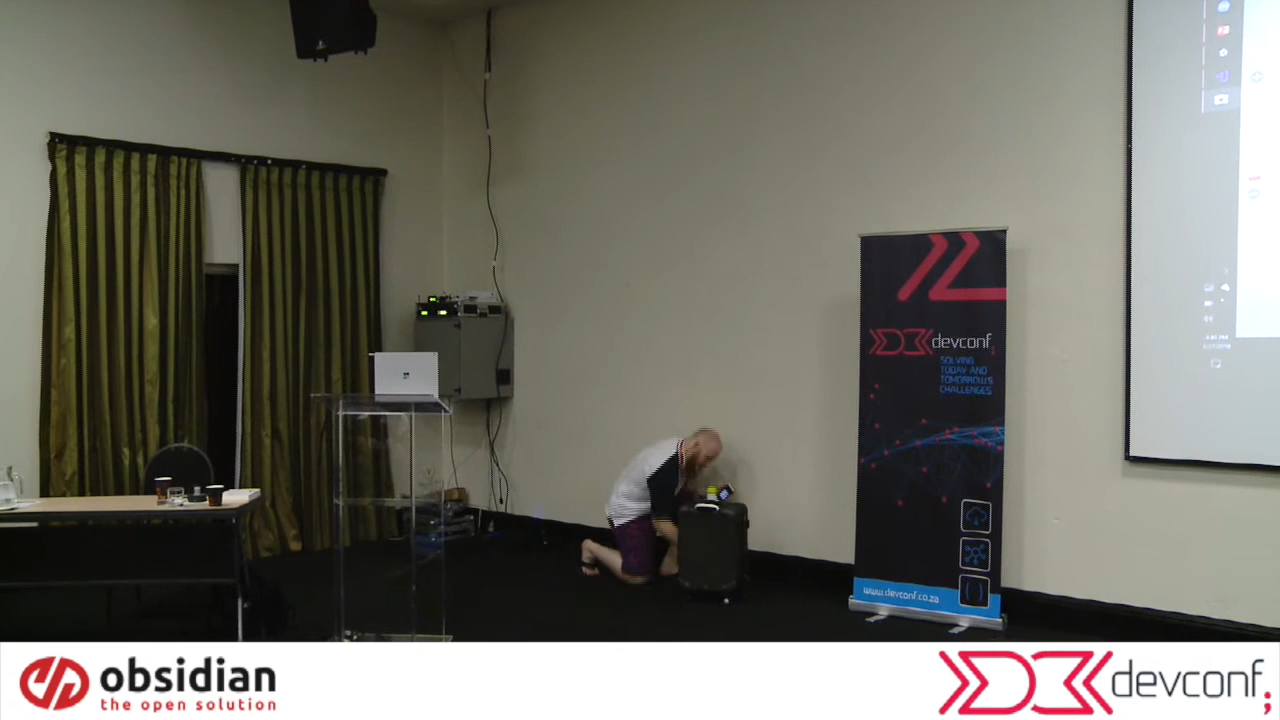 devconf;
SOLVING
TODAY AND
TOMORROW'S
CHALLENGES
www.devconf.co.za
obsidian
the open solution
devconf;